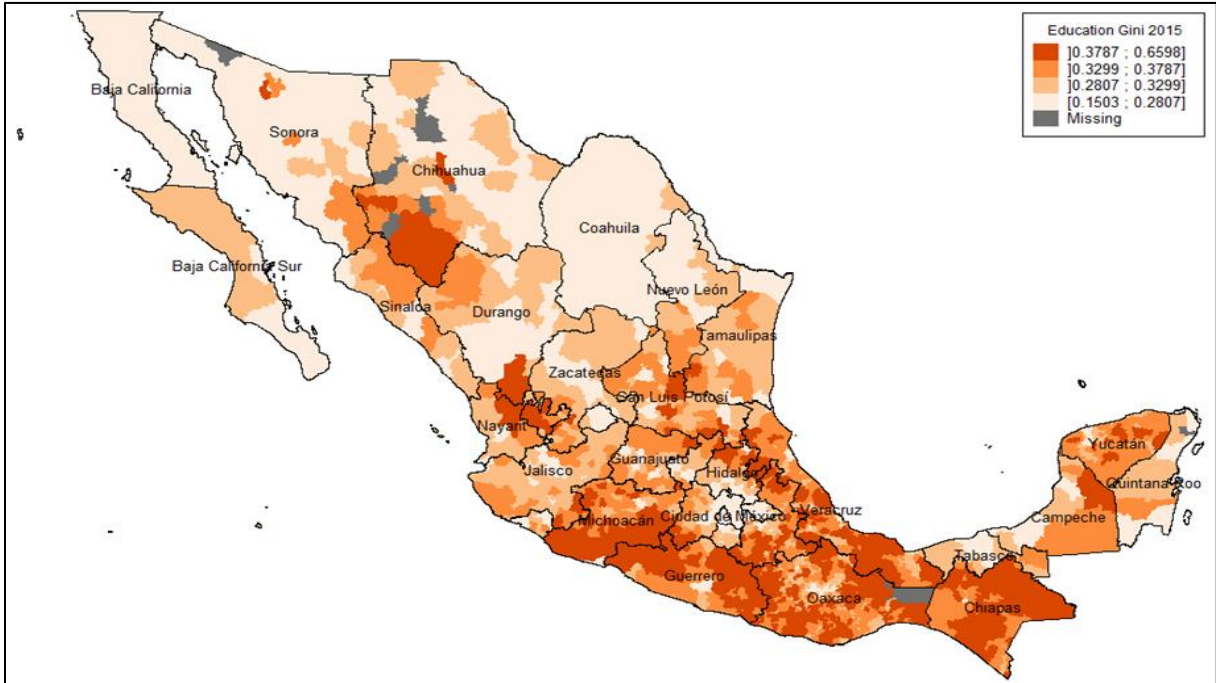 Education Gini 2015
]0.3787 ; 0.6598]
]0.3299 ; 0.3787]
]0.2807 ; 0.3299]
[0.1503 ; 0.2807]
Missing
Baja California
Sonora
Chihuahua
Coahuila
Baja California Sur
Nuevo León
Sinaloa
Durango
Tamaulipas
Zacatecas
San Luis Potosí
Nayarit
Jalisco
Guanajuato
Hidalgo
Yucatán
Quintana Roo
Michoacán
Ciudad de México
Veracruz
Campeche
Tabasco
Guerrero
Oaxaca
Chiapas